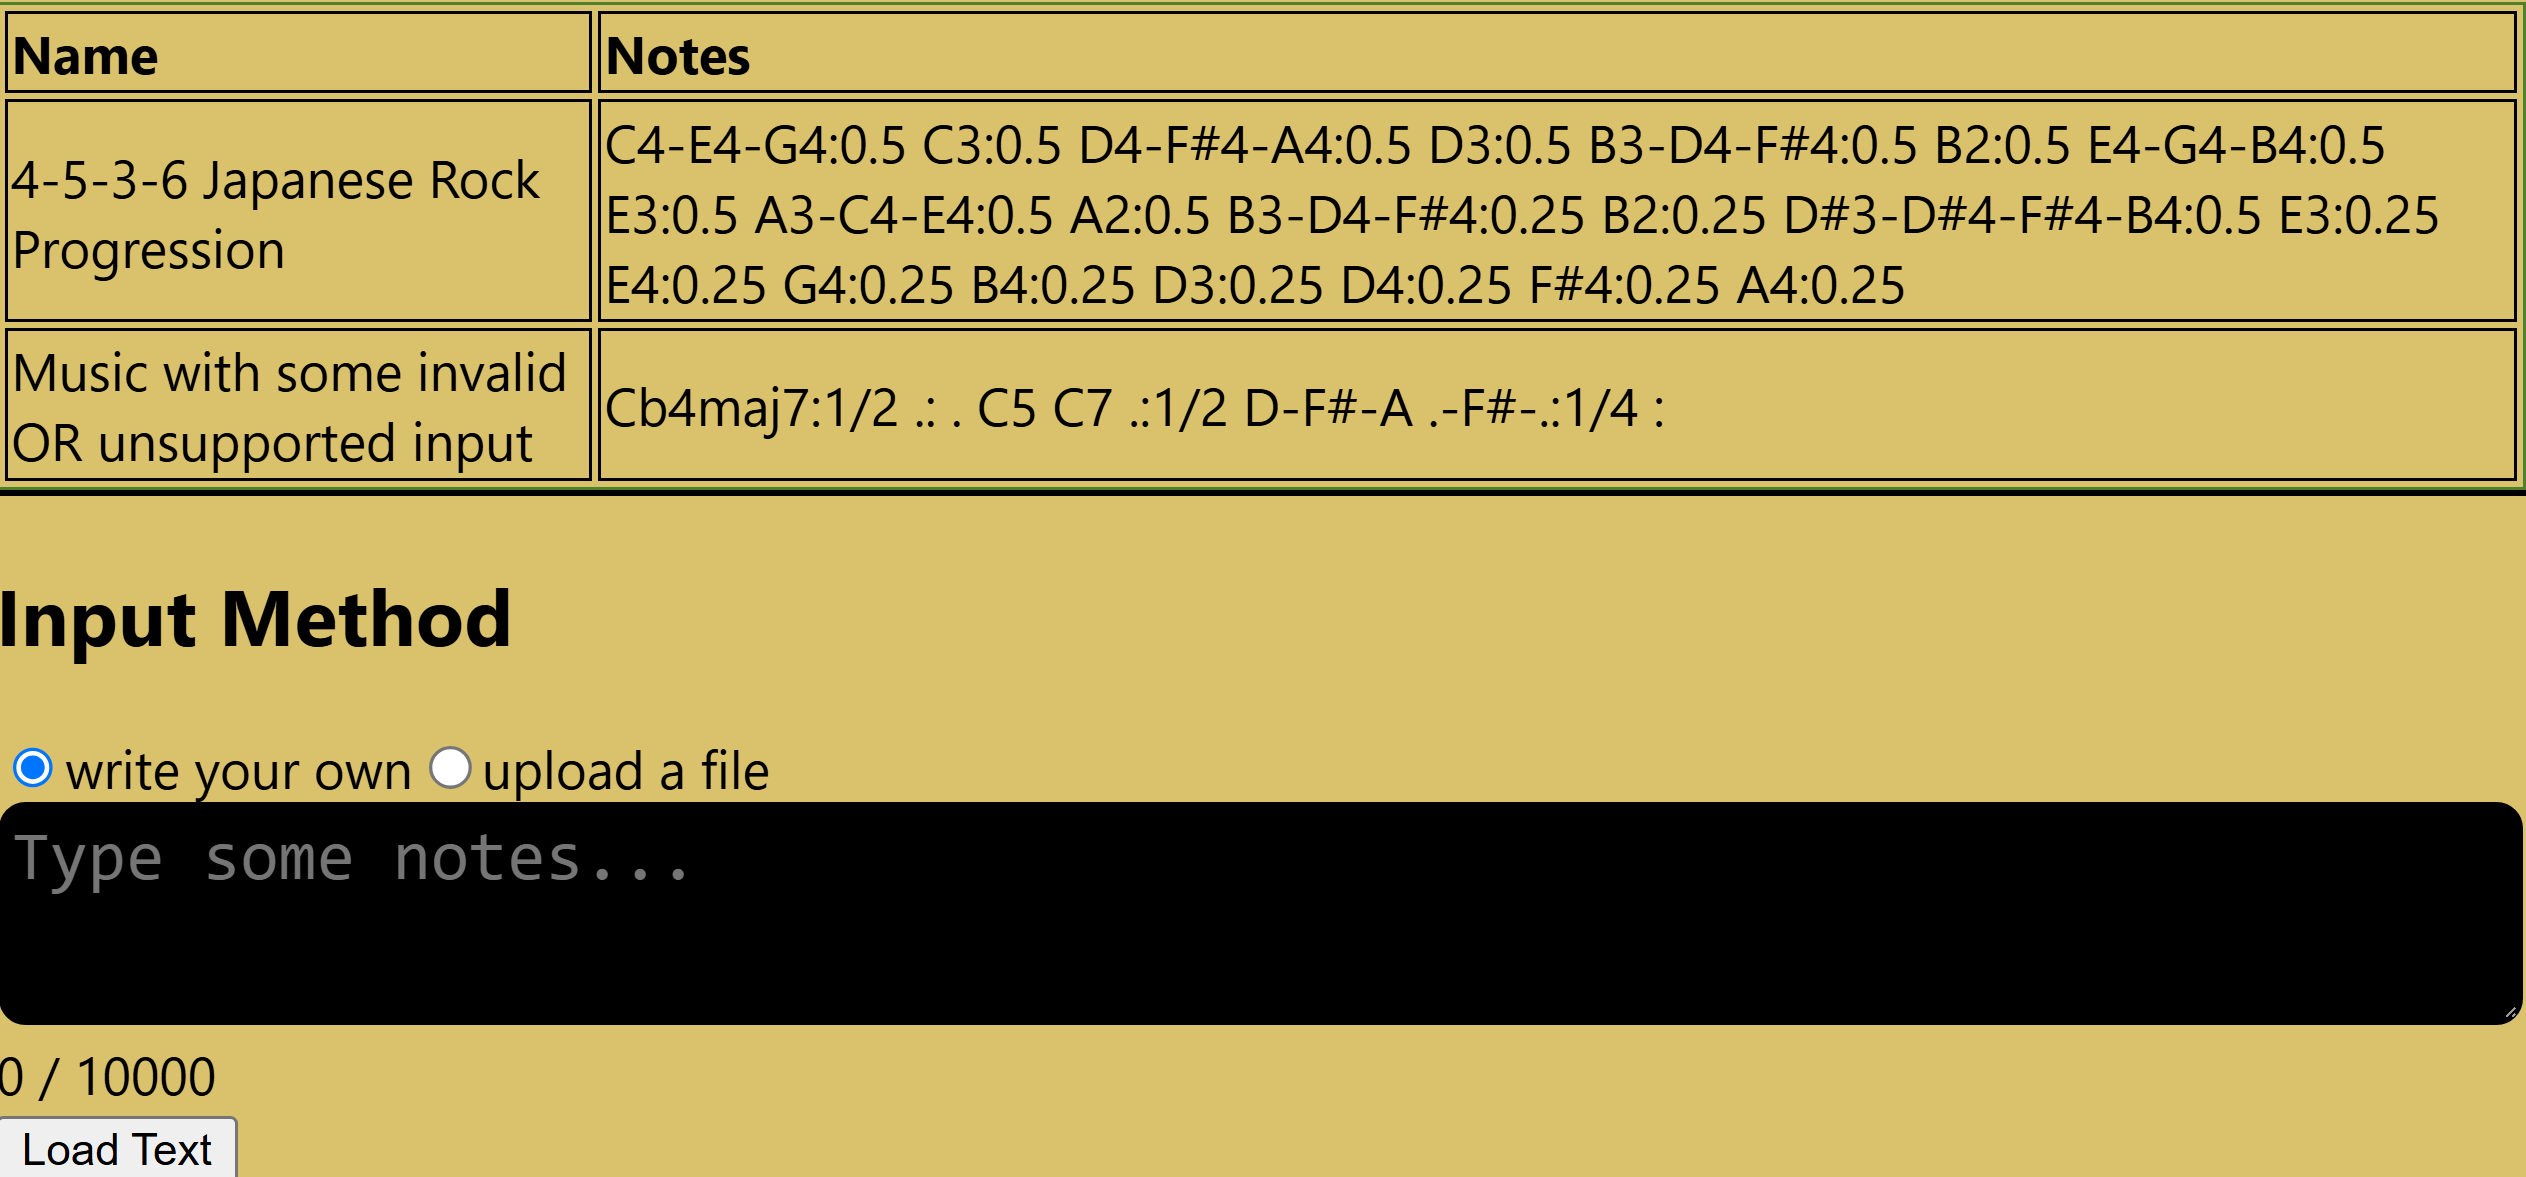 Name
Notes
4-5-3-6 Japanese Rock
Progression
C4-E4-G4:0.5 C3:0.5 D4-F#4-A4:0.5 D3:0.5 B3-D4-F#4:0.5 B2:0.5 E4-G4-B4:0.5
E3:0.5 A3-C4-E4:0.5 A2:0.5 B3-D4-F#4:0.25 B2:0.25 D#3-D#4-F#4-B4:0.5 E3:0.25
E4:0.25 G4:0.25 B4:0.25 D3:0.25 D4:0.25 F#4:0.25 A4:0.25
Music with some invalid
OR unsupported input
Cb4maj7:1/2 .: . C5 C7 .:1/2 D-F#-A .-F#-.:1/4 :
Input Method
write your own upload a file
Type some notes...
0 / 10000
Load Text